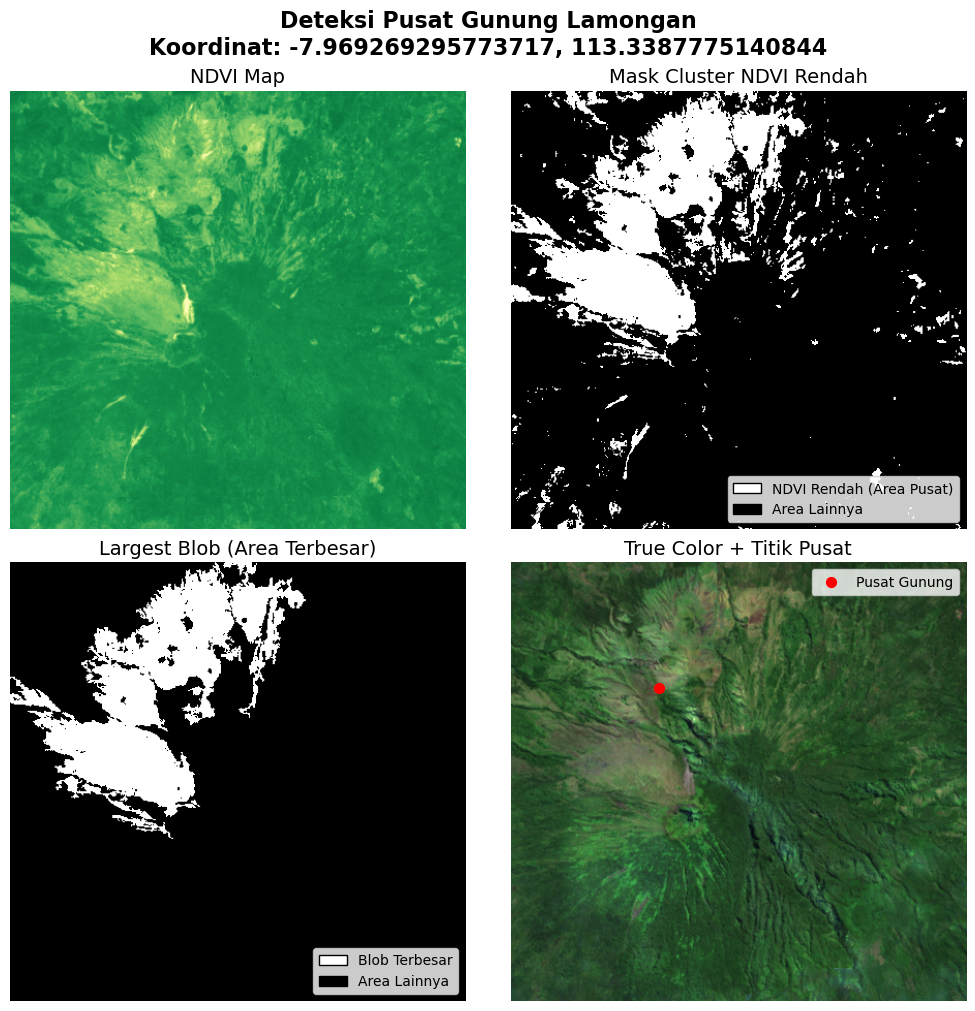 Deteksi Pusat Gunung Lamongan
Koordinat: -7.969269295773717, 113.3387775140844
NDVI Map
Mask Cluster NDVI Rendah
NDVI Rendah (Area Pusat)
Area Lainnya
Largest Blob (Area Terbesar)
True Color + Titik Pusat
Blob Terbesar
Area Lainnya
Pusat Gunung